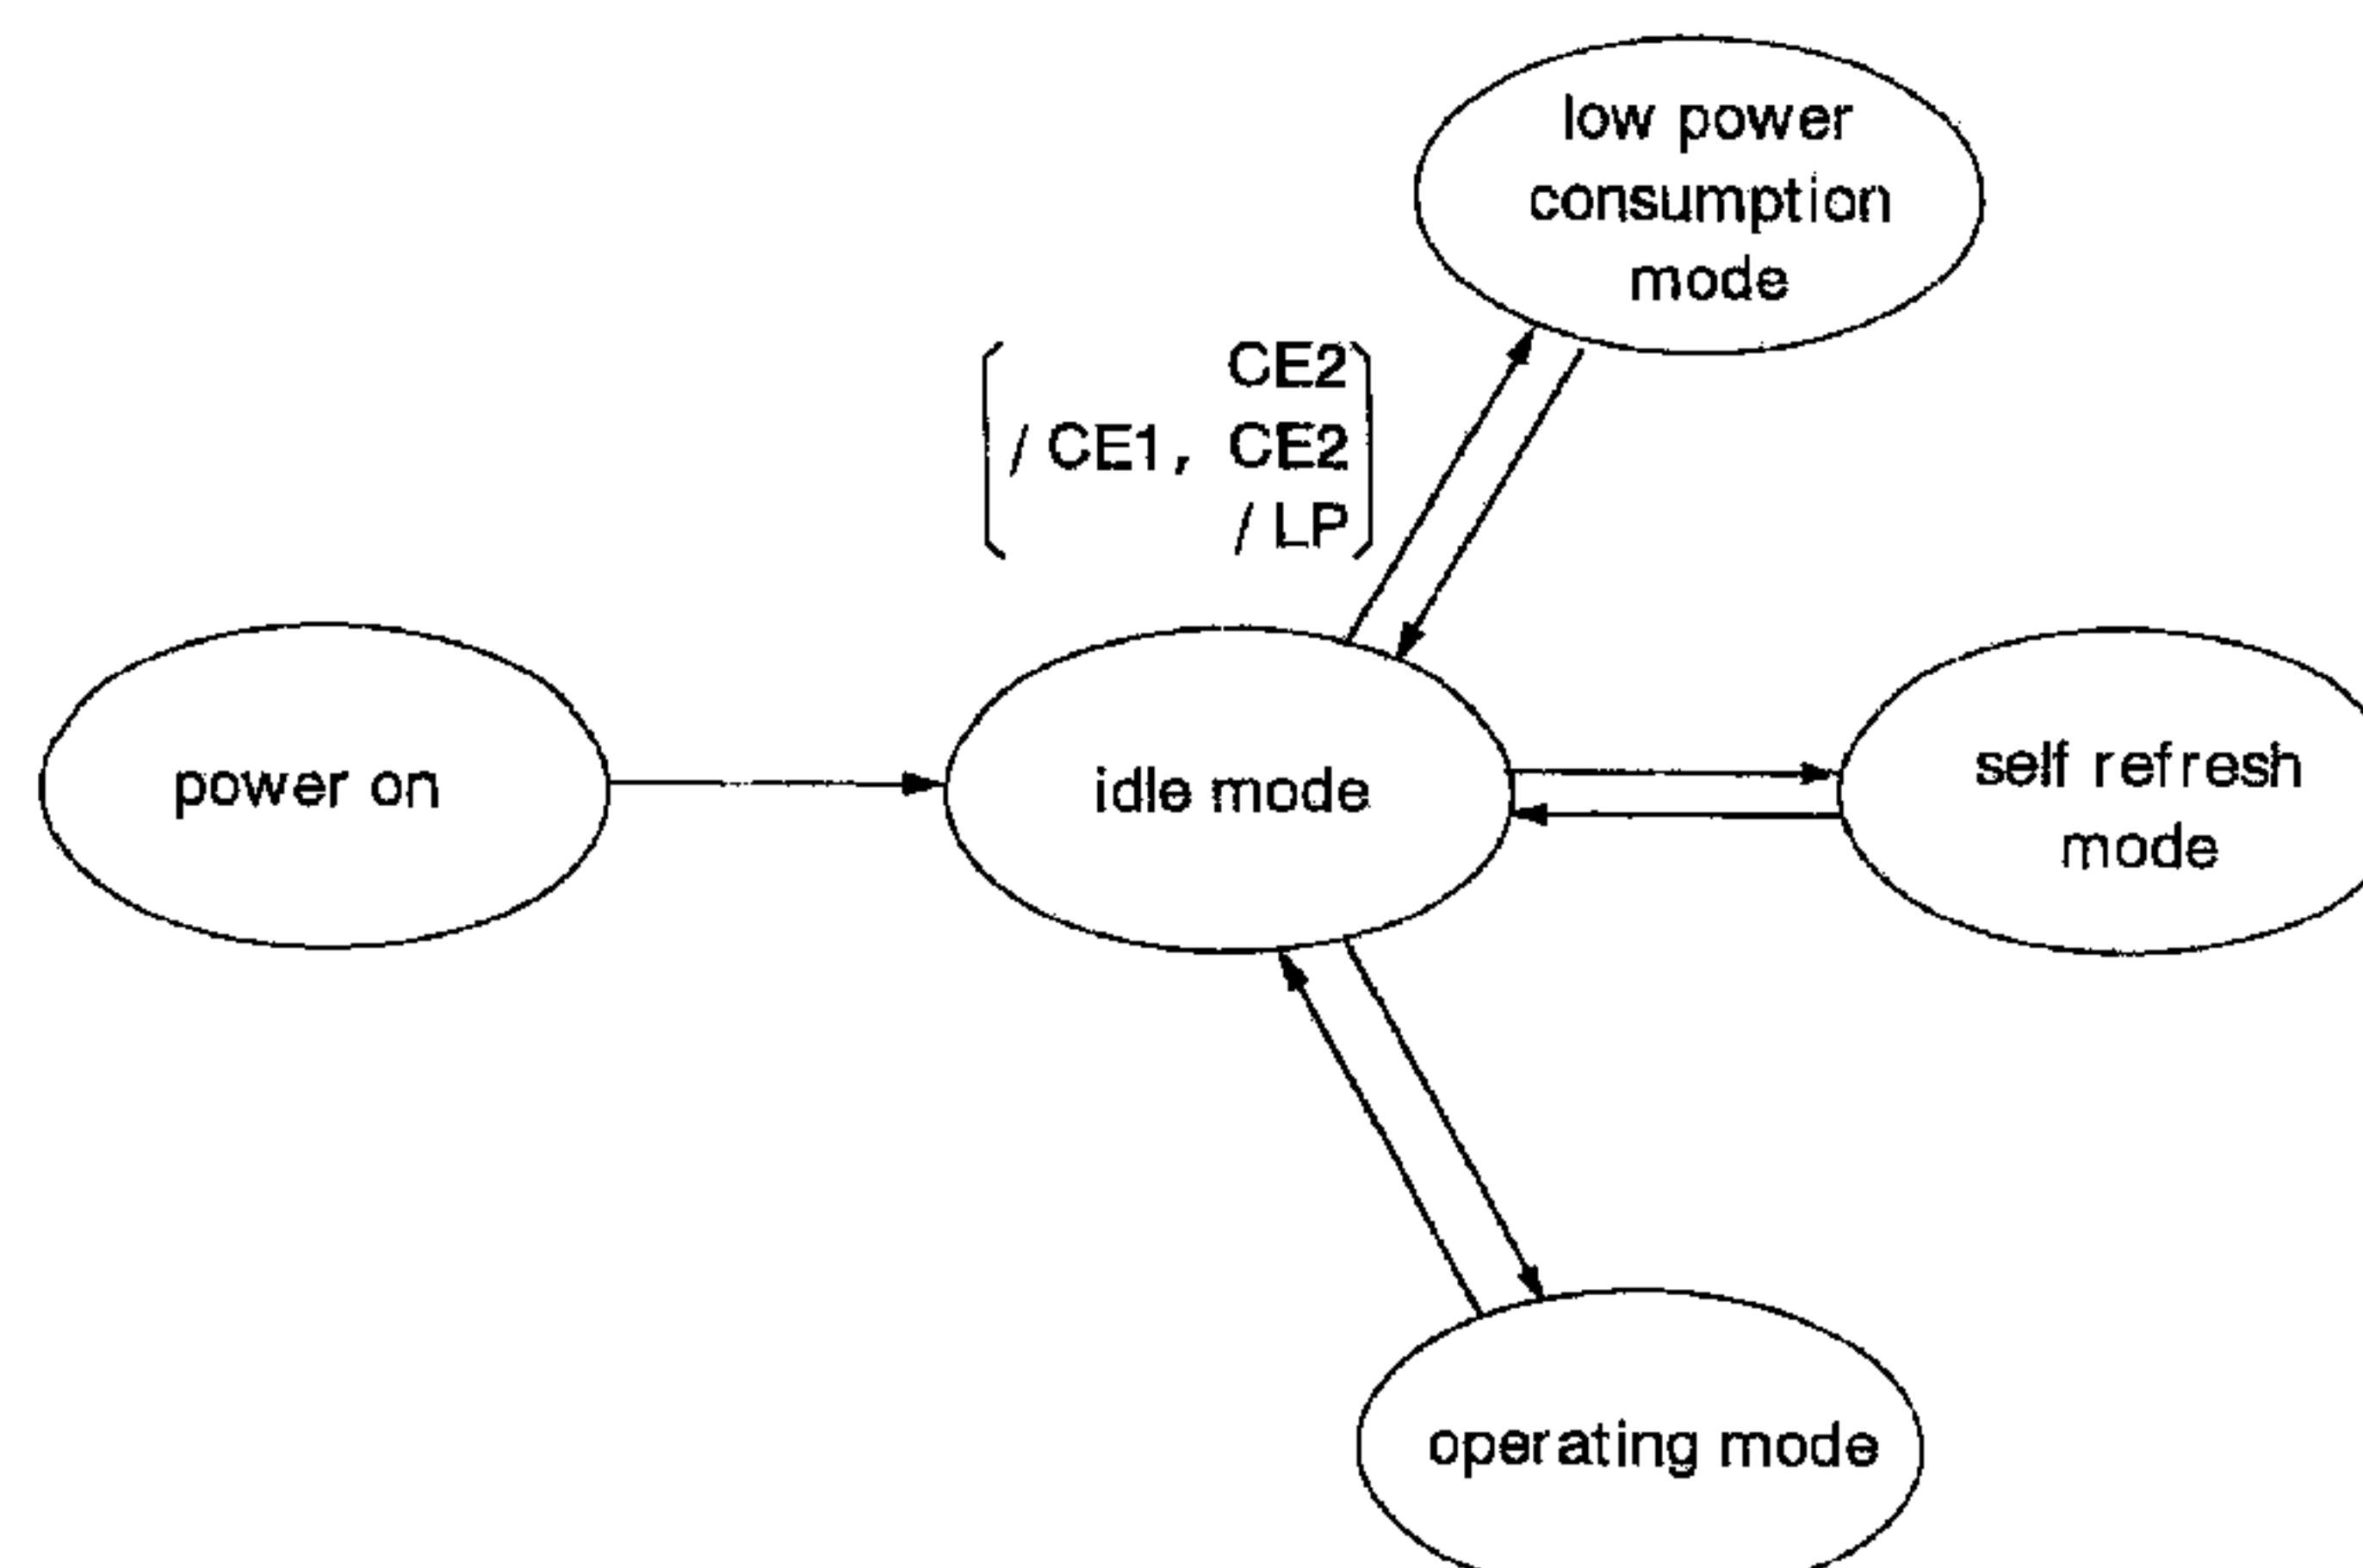 low power
consumption
mode
CE2
/ CE1, CE2
/ LP
power on
idle mode
self refresh
mode
operating mode